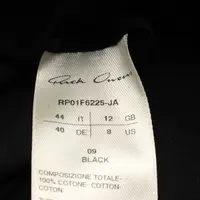 Rick Owens
RP01F6225-JA
44 IT 12 GB
40 DE 8 US
09
BLACK
COMPOSIZIONE TOTALE-
100% COTONE-COTTON-
COTON-